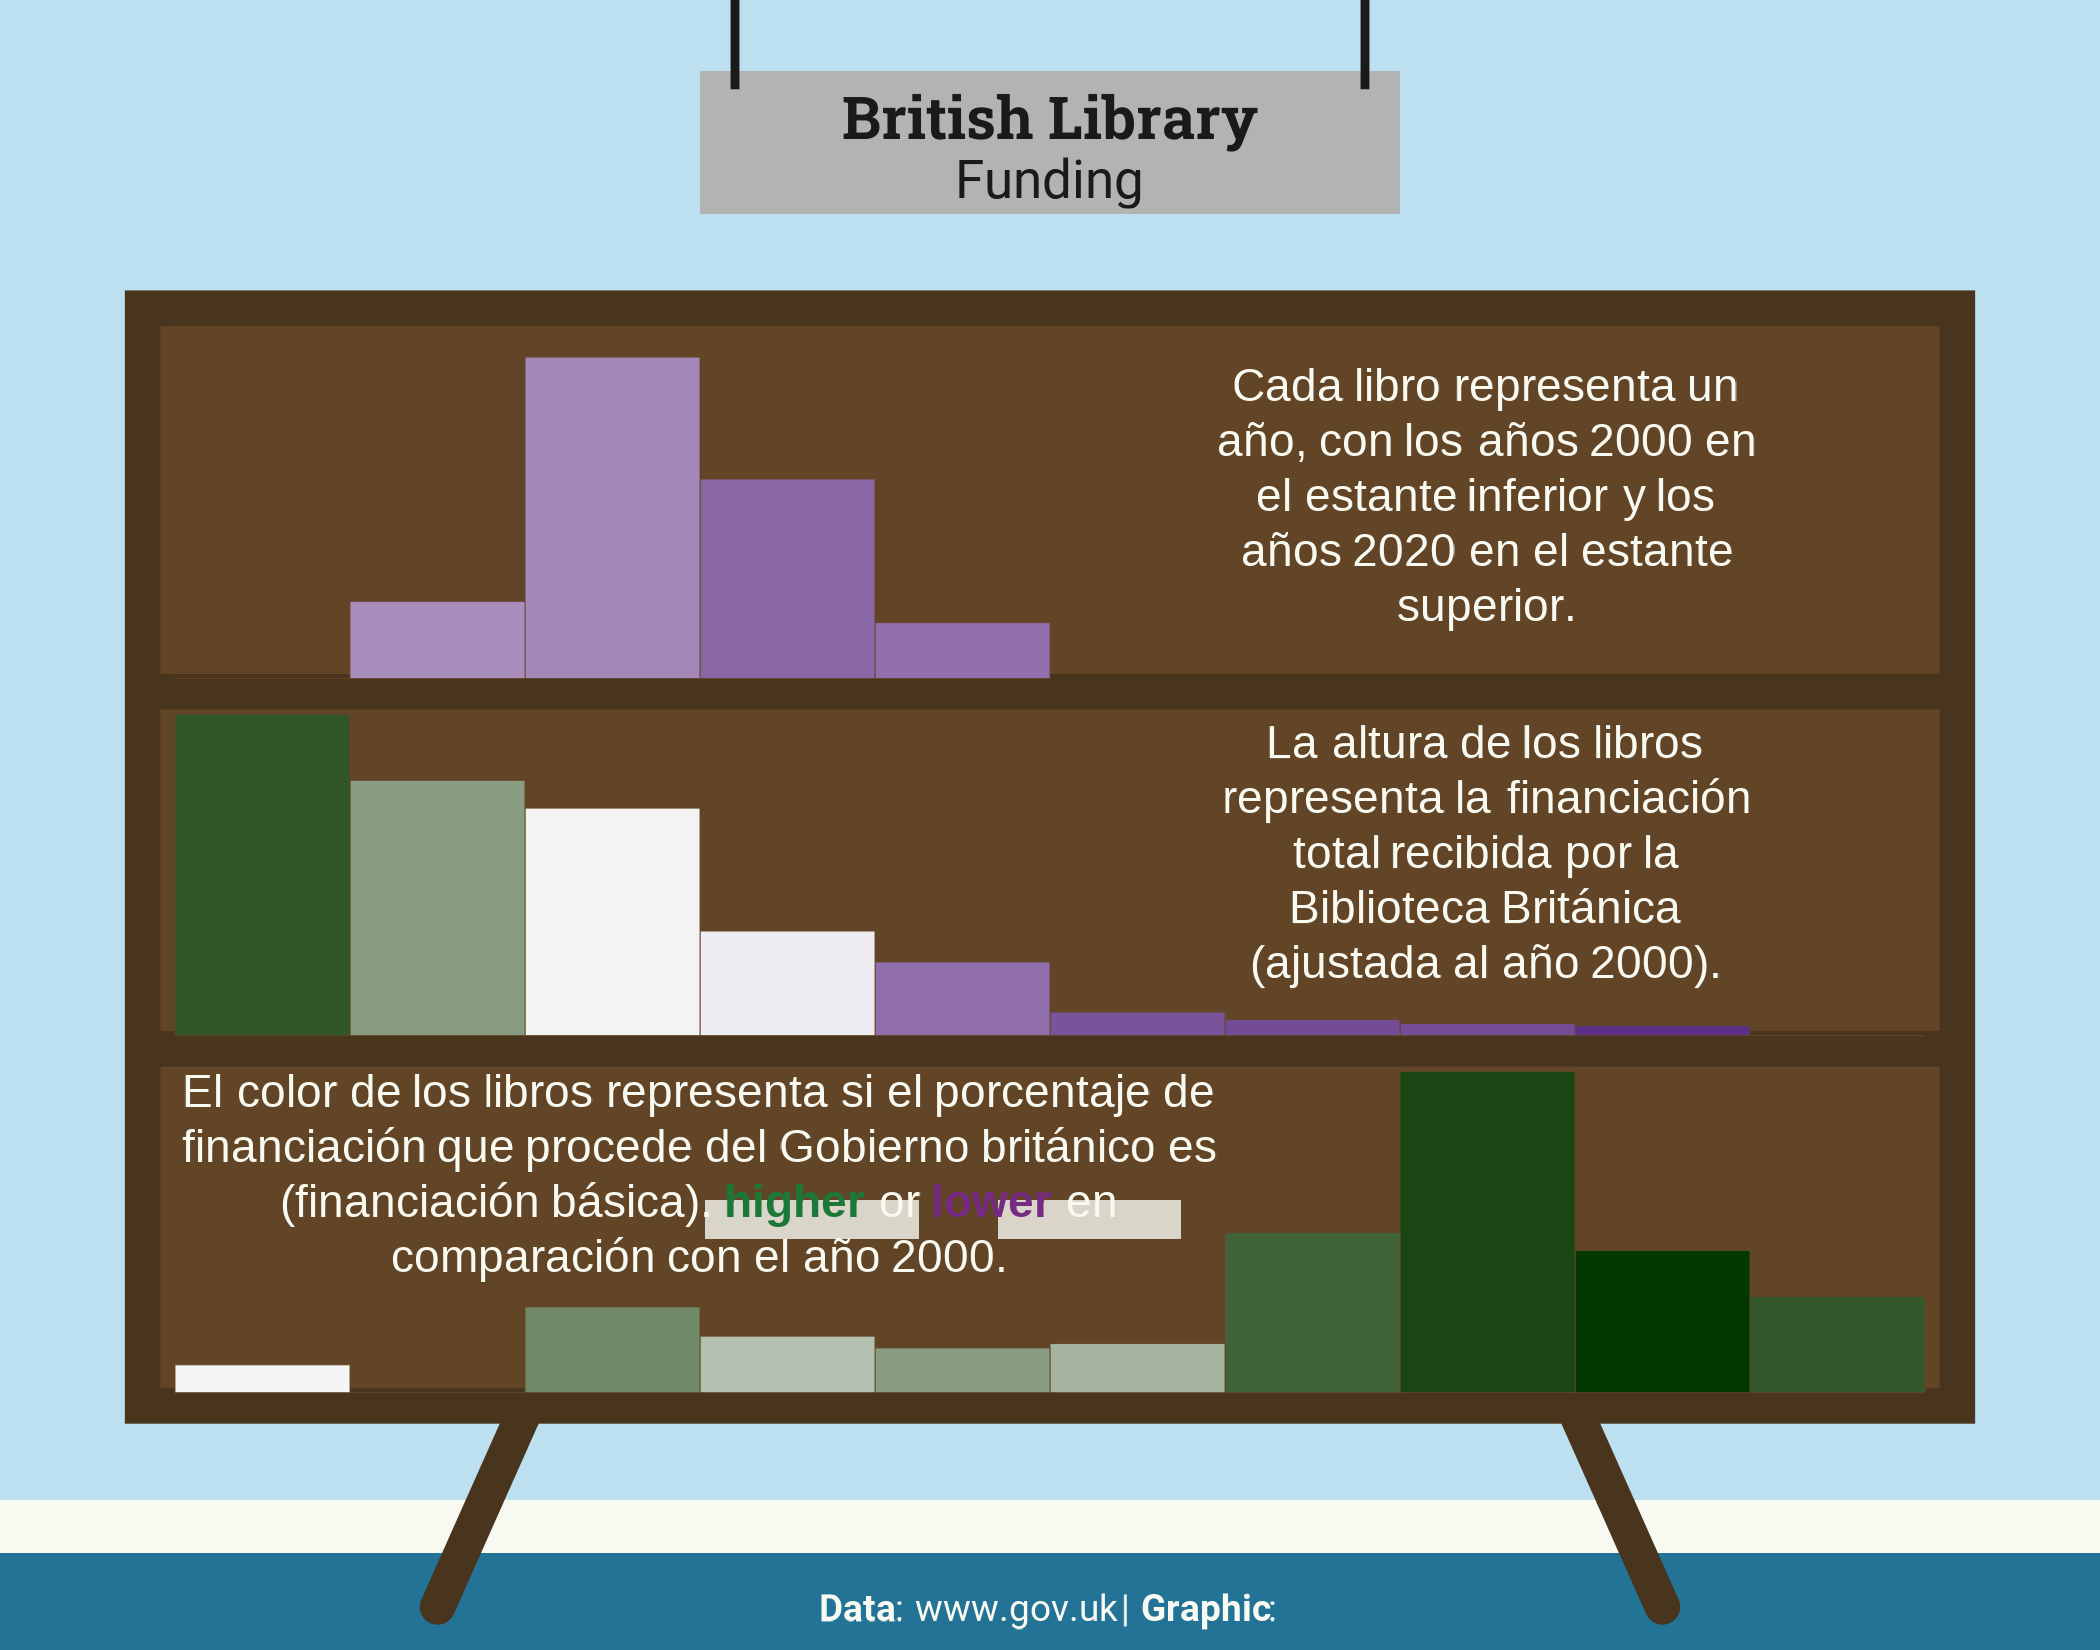 British Library
Funding
Cada libro representa un
año, con los años 2000 en
el estante inferior y los
años 2020 en el estante
superior.
La altura de los libros
representa la financiación
total recibida por la
Biblioteca Británica
(ajustada al año 2000).
El color de los libros representa si el porcentaje de
financiación que procede del Gobierno británico es
(financiación básica). higher or lower en
comparación con el año 2000.
Data: www.gov.uk| Graphic: